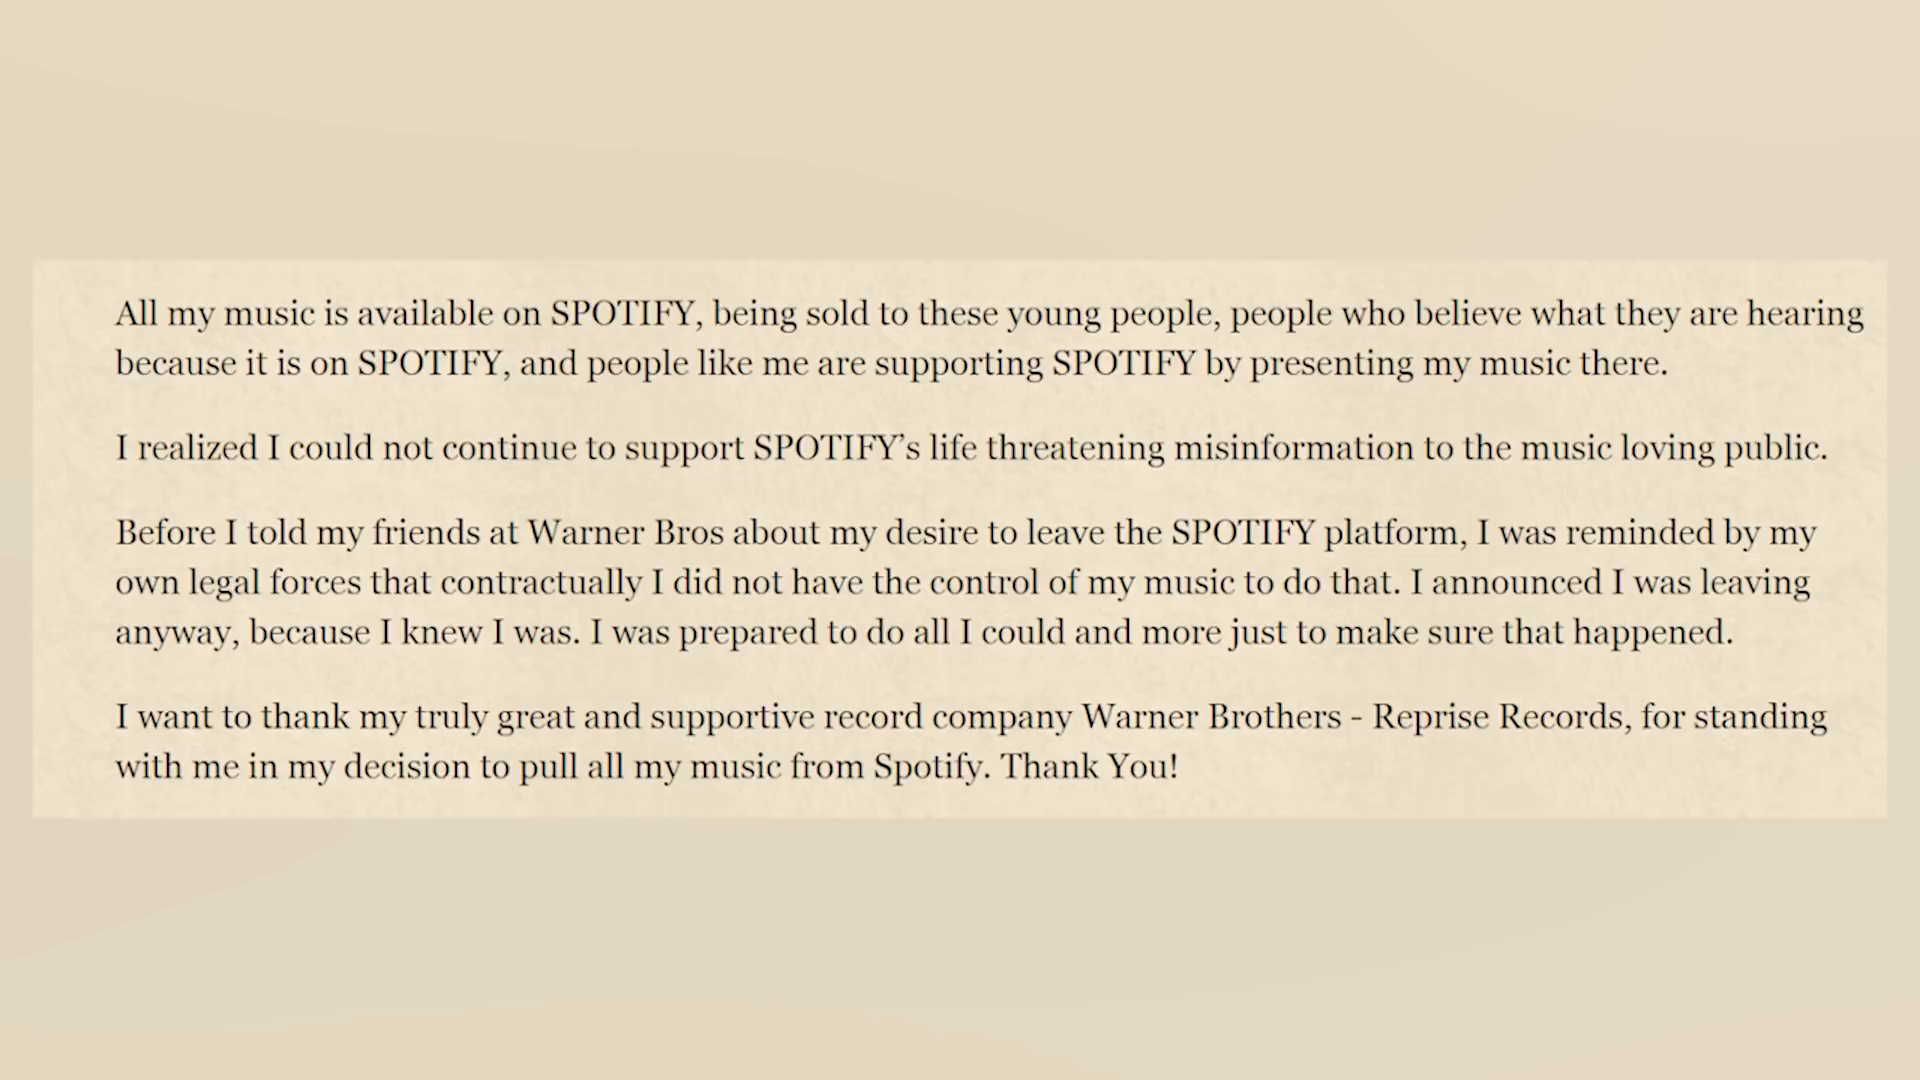 All my music is available on SPOTIFY, being sold to these young people, people who believe what they are hearing
because it is on SPOTIFY, and people like me are supporting SPOTIFY by presenting my music there.
I realized I could not continue to support SPOTIFY’s life threatening misinformation to the music loving public.
Before I told my friends at Warner Bros about my desire to leave the SPOTIFY platform, I was reminded by my
own legal forces that contractually I did not have the control of my music to do that. I announced I was leaving
anyway, because I knew I was. I was prepared to do all I could and more just to make sure that happened.
I want to thank my truly great and supportive record company Warner Brothers - Reprise Records, for standing
with me in my decision to pull all my music from Spotify. Thank You!